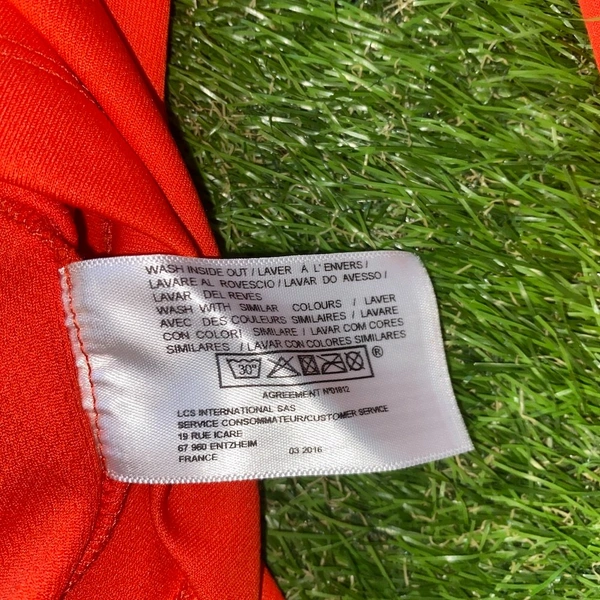 WASH INSIDE OUT / LAVER À L'ENVERS /
LAVARE AL ROVESCIO / LAVAR DO AVESSO /
LAVAR DEL REVES
WASH WITH SIMILAR COLOURS / LAVER
AVEC DES COULEURS SIMILAIRES / LAVARE
CON COLORI SIMILARE / LAVAR COM CORES
SIMILARES / LAVAR CON COLORES SIMILARES
30° ®
AGREEMENT N°01612
LCS INTERNATIONAL SAS
SERVICE CONSOMMATEUR/CUSTOMER SERVICE
19 RUE ICARE
67 960 ENTZHEIM
FRANCE 03.2016